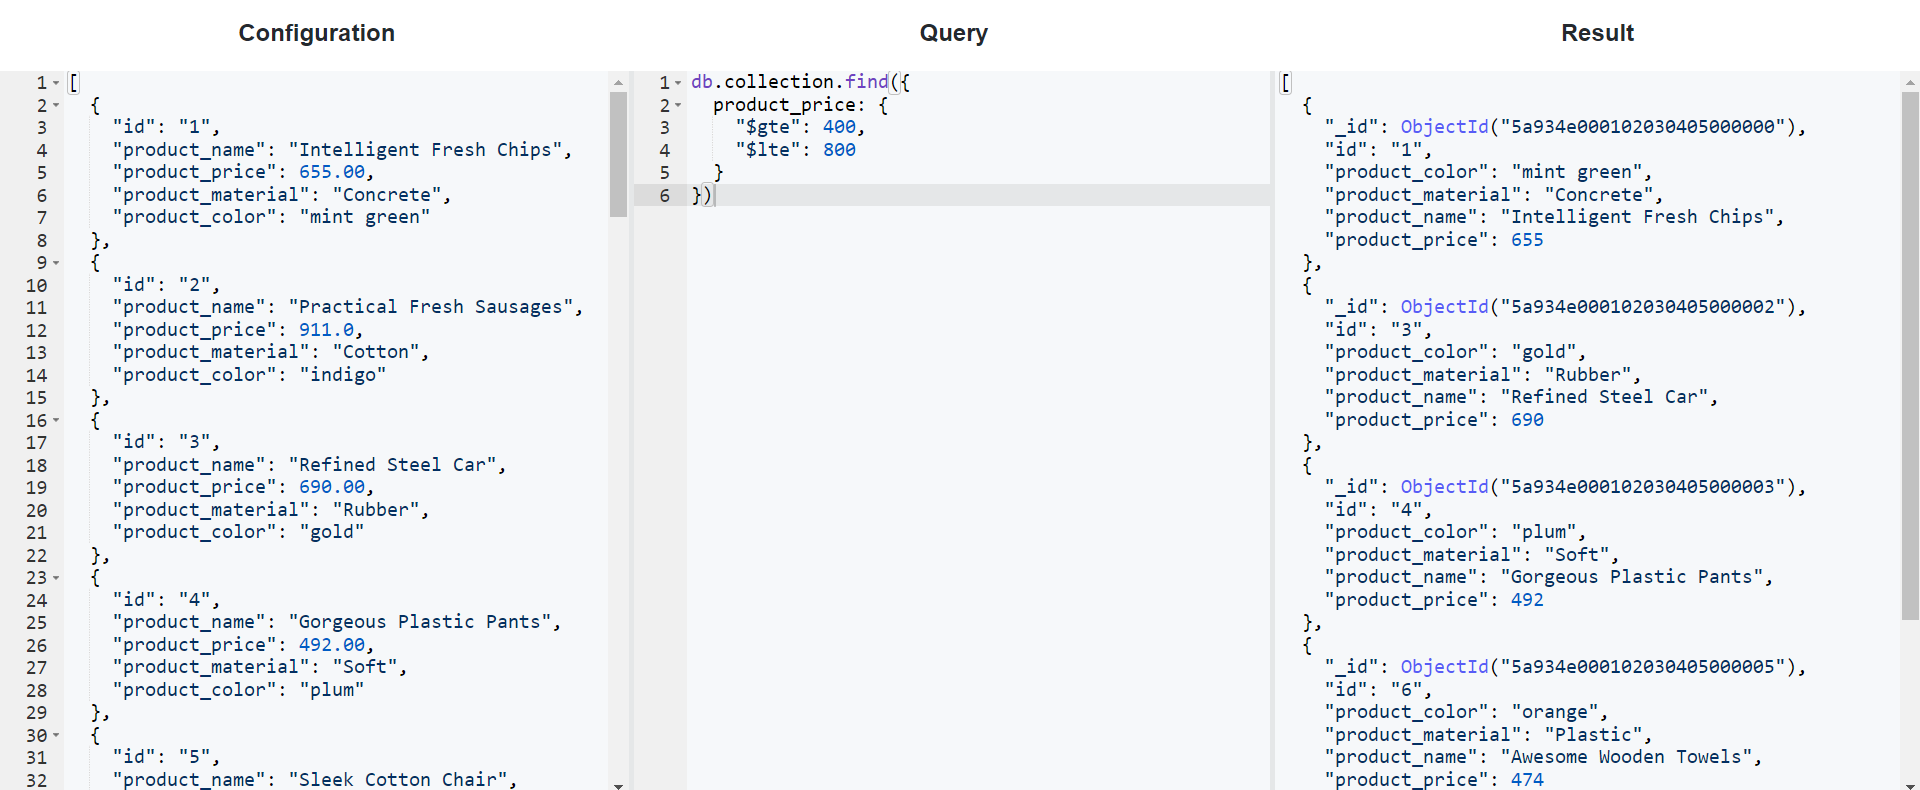 Configuration
1 [
2 {
3 "id": "1",
4 "product_name": "Intelligent Fresh Chips",
5 "product_price": 655.00,
6 "product_material": "Concrete",
7 "product_color": "mint green"
8 },
9 {
10 "id": "2",
11 "product_name": "Practical Fresh Sausages",
12 "product_price": 911.0,
13 "product_material": "Cotton",
14 "product_color": "indigo"
15 },
16 {
17 "id": "3",
18 "product_name": "Refined Steel Car",
19 "product_price": 690.00,
20 "product_material": "Rubber",
21 "product_color": "gold"
22 },
23 {
24 "id": "4",
25 "product_name": "Gorgeous Plastic Pants",
26 "product_price": 492.00,
27 "product_material": "Soft",
28 "product_color": "plum"
29 },
30 {
31 "id": "5",
32 "product_name": "Sleek Cotton Chair",
Query
1 db.collection.find({
2 product_price: {
3 "$gte": 400,
4 "$lte": 800
5 }
6 })
Result
[
{
"_id": ObjectId("5a934e000102030405000000"),
"id": "1",
"product_color": "mint green",
"product_material": "Concrete",
"product_name": "Intelligent Fresh Chips",
"product_price": 655
},
{
"_id": ObjectId("5a934e000102030405000002"),
"id": "3",
"product_color": "gold",
"product_material": "Rubber",
"product_name": "Refined Steel Car",
"product_price": 690
},
{
"_id": ObjectId("5a934e000102030405000003"),
"id": "4",
"product_color": "plum",
"product_material": "Soft",
"product_name": "Gorgeous Plastic Pants",
"product_price": 492
},
{
"_id": ObjectId("5a934e000102030405000005"),
"id": "6",
"product_color": "orange",
"product_material": "Plastic",
"product_name": "Awesome Wooden Towels",
"product_price": 474